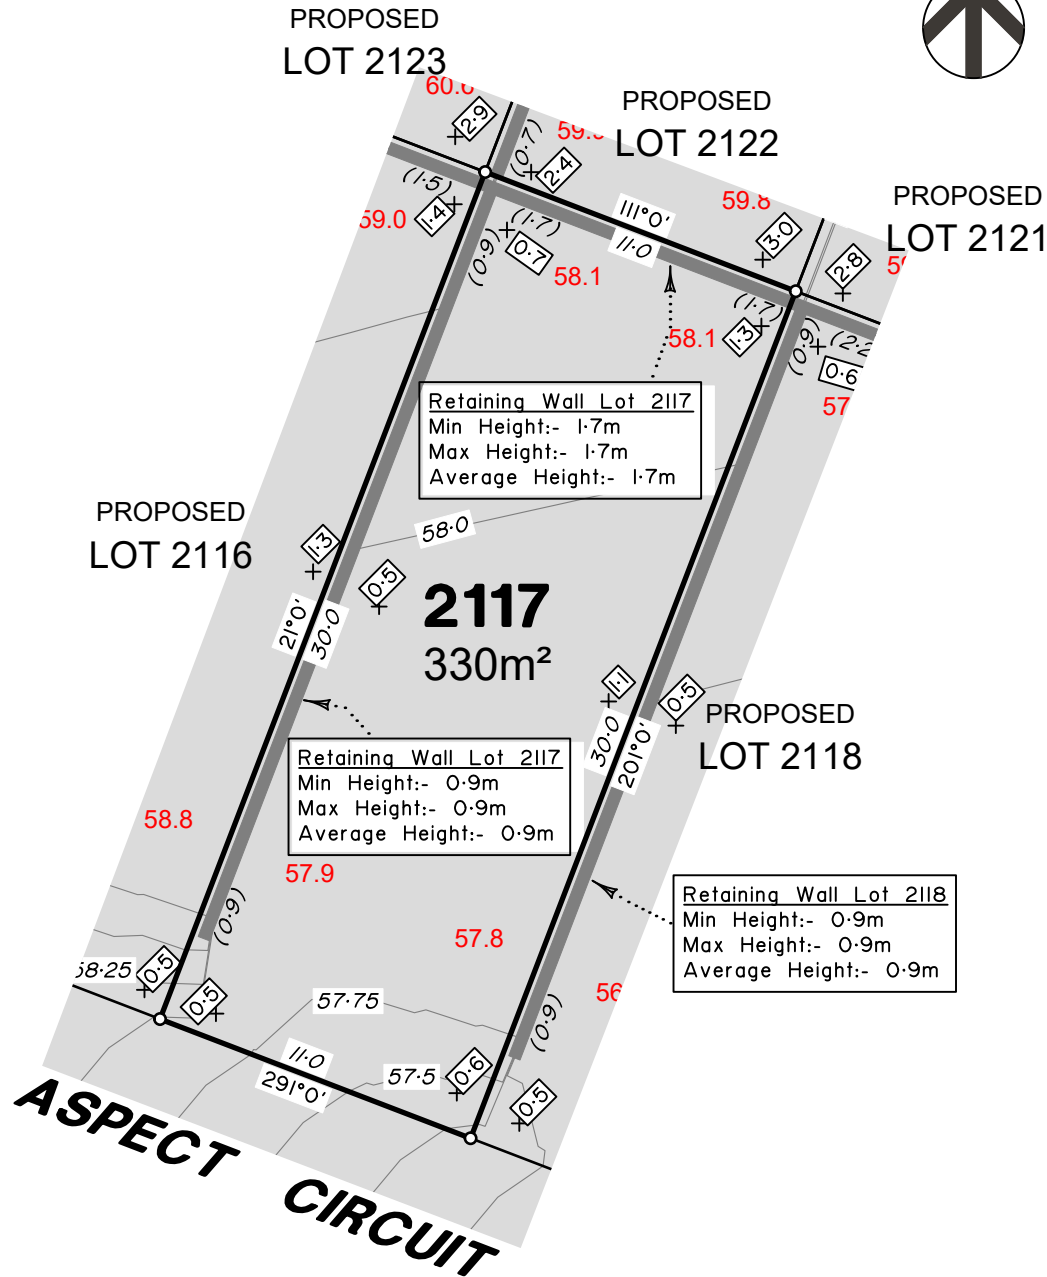 PROPOSED
LOT 2123
PROPOSED
LOT 2122
PROPOSED
LOT 2121
2·9
(0·7)
2·4
59.8
3·0
2·8
(1·5)
1·4
59.0
(1·7)
0·7
(0·9)
58.1
111°0'
11·0
(1·7)
1·3
58.1
(0·9)
0·6
57
Retaining Wall Lot 2117
Min Height:- 1·7m
Max Height:- 1·7m
Average Height:- 1·7m
PROPOSED
LOT 2116
58·0
1·3
0·5
2117
330m²
21°0'
30·0
1·1
0·5
30·0
201°0'
PROPOSED
LOT 2118
Retaining Wall Lot 2117
Min Height:- 0·9m
Max Height:- 0·9m
Average Height:- 0·9m
58.8
57.9
Retaining Wall Lot 2118
Min Height:- 0·9m
Max Height:- 0·9m
Average Height:- 0·9m
(0·9)
57.8
58·25
0·5
0·5
57·75
56
(0·9)
11·0
291°0'
57·5
0·6
0·5
ASPECT CIRCUIT